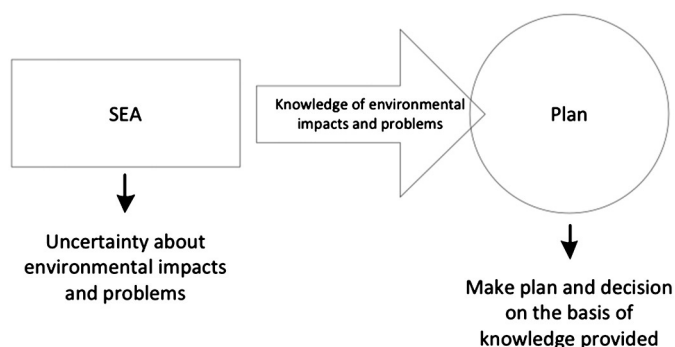 SEA
Knowledge of environmental
impacts and problems
Plan
Uncertainty about
environmental impacts
and problems
Make plan and decision
on the basis of
knowledge provided